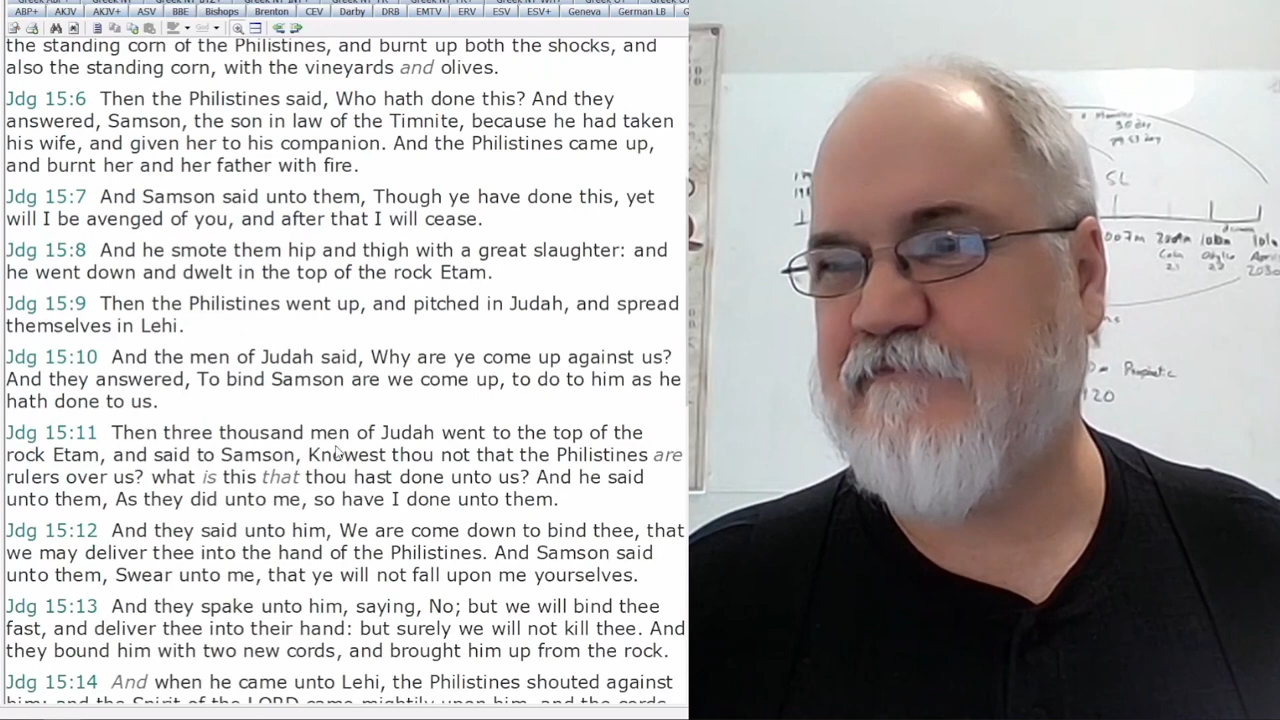 ABP+ AKJV AKJV+ ASV BBE Bishops Brenton CEV Darby DRB EMTV ERV ESV ESV+ Geneva German LB G
the standing corn of the Philistines, and burnt up both the shocks, and
also the standing corn, with the vineyards and olives.
Jdg 15:6 Then the Philistines said, Who hath done this? And they
answered, Samson, the son in law of the Timnite, because he had taken
his wife, and given her to his companion. And the Philistines came up,
and burnt her and her father with fire.
Jdg 15:7 And Samson said unto them, Though ye have done this, yet
will I be avenged of you, and after that I will cease.
Jdg 15:8 And he smote them hip and thigh with a great slaughter: and
he went down and dwelt in the top of the rock Etam.
Jdg 15:9 Then the Philistines went up, and pitched in Judah, and spread
themselves in Lehi.
Jdg 15:10 And the men of Judah said, Why are ye come up against us?
And they answered, To bind Samson are we come up, to do to him as he
hath done to us.
Jdg 15:11 Then three thousand men of Judah went to the top of the
rock Etam, and said to Samson, Knowest thou not that the Philistines are
rulers over us? what is this that thou hast done unto us? And he said
unto them, As they did unto me, so have I done unto them.
Jdg 15:12 And they said unto him, We are come down to bind thee, that
we may deliver thee into the hand of the Philistines. And Samson said
unto them, Swear unto me, that ye will not fall upon me yourselves.
Jdg 15:13 And they spake unto him, saying, No; but we will bind thee
fast, and deliver thee into their hand: but surely we will not kill thee. And
they bound him with two new cords, and brought him up from the rock.
Jdg 15:14 And when he came unto Lehi, the Philistines shouted against
him: and the Spirit of the LORD came mightily upon him, and the cords
SL
Prophetic